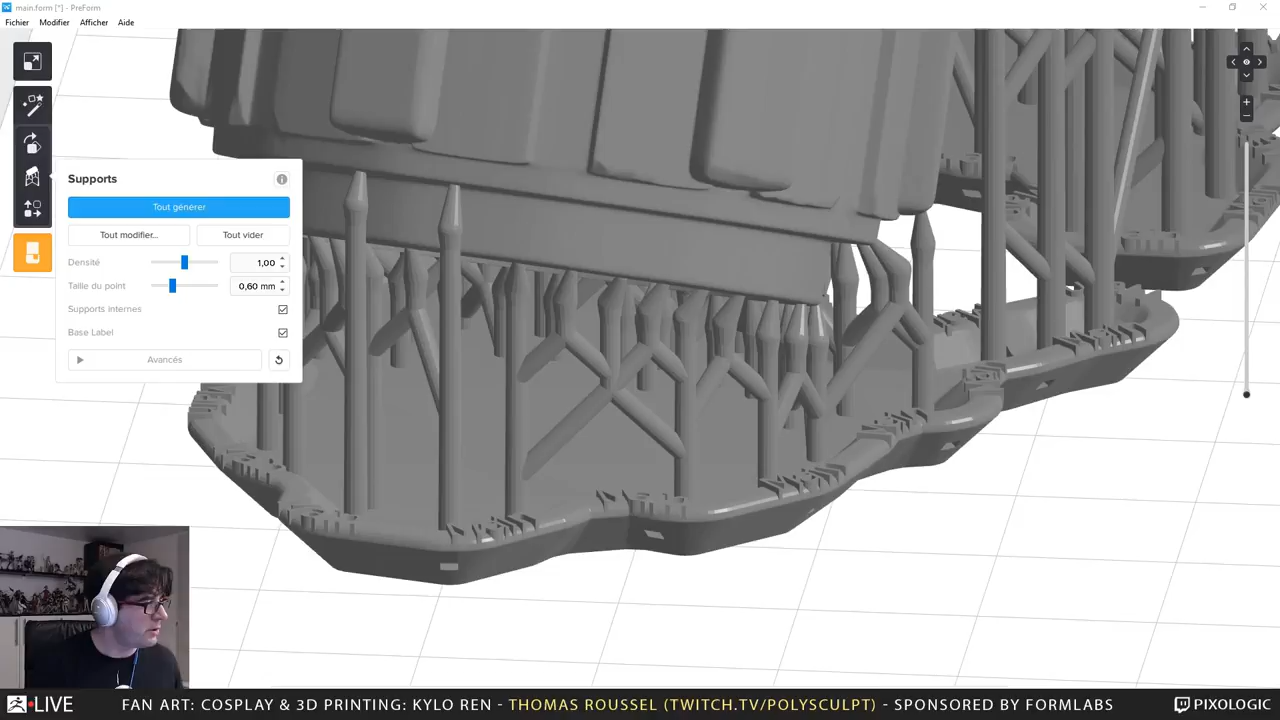 main.form [*] - PreForm
Fichier Modifier Afficher Aide
Supports
Tout générer
Tout modifier... Tout vider
Densité 1,00
Taille du point 0,60 mm
Supports internes
Base Label
Avancés
LIVE FAN ART: COSPLAY & 3D PRINTING: KYLO REN - THOMAS ROUSSEL (TWITCH.TV/POLYSCULPT) - SPONSORED BY FORMLABS PIXOLOGIC